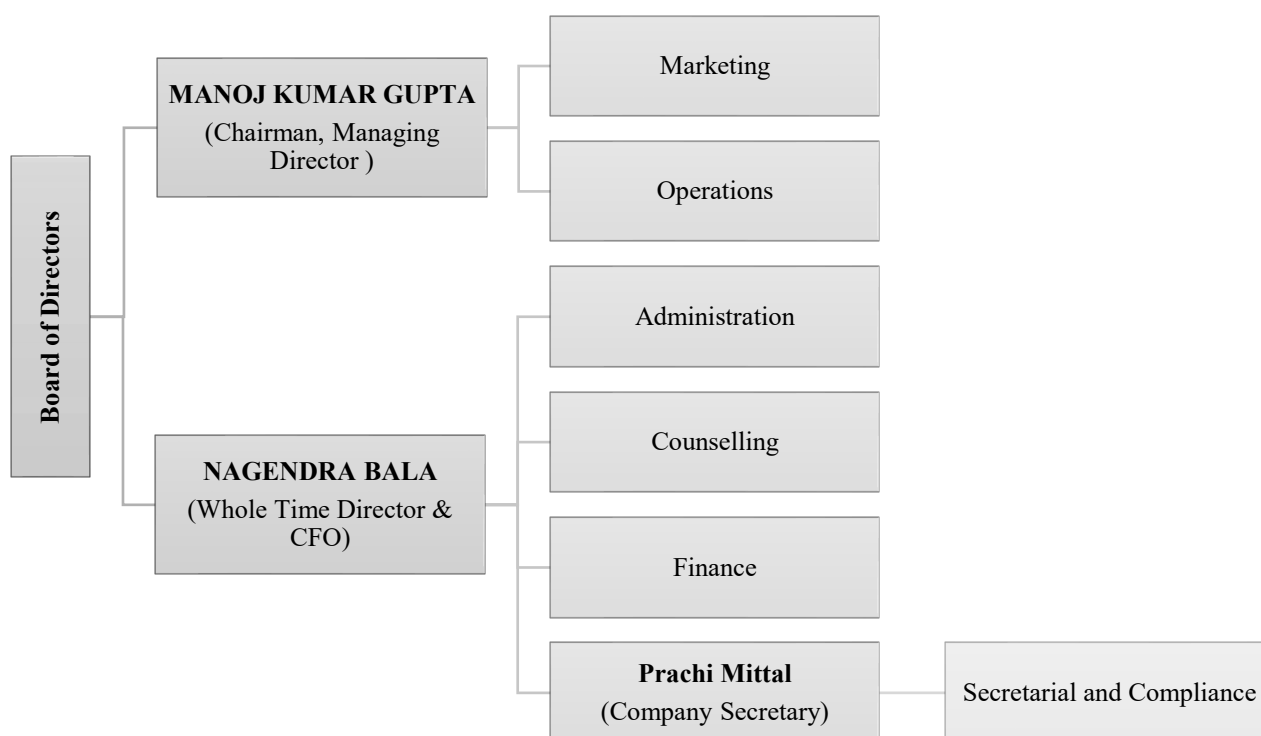 Board of Directors
MANOJ KUMAR GUPTA
(Chairman, Managing
Director )
Marketing
Operations
NAGENDRA BALA
(Whole Time Director &
CFO)
Administration
Counselling
Finance
Prachi Mittal
(Company Secretary)
Secretarial and Compliance